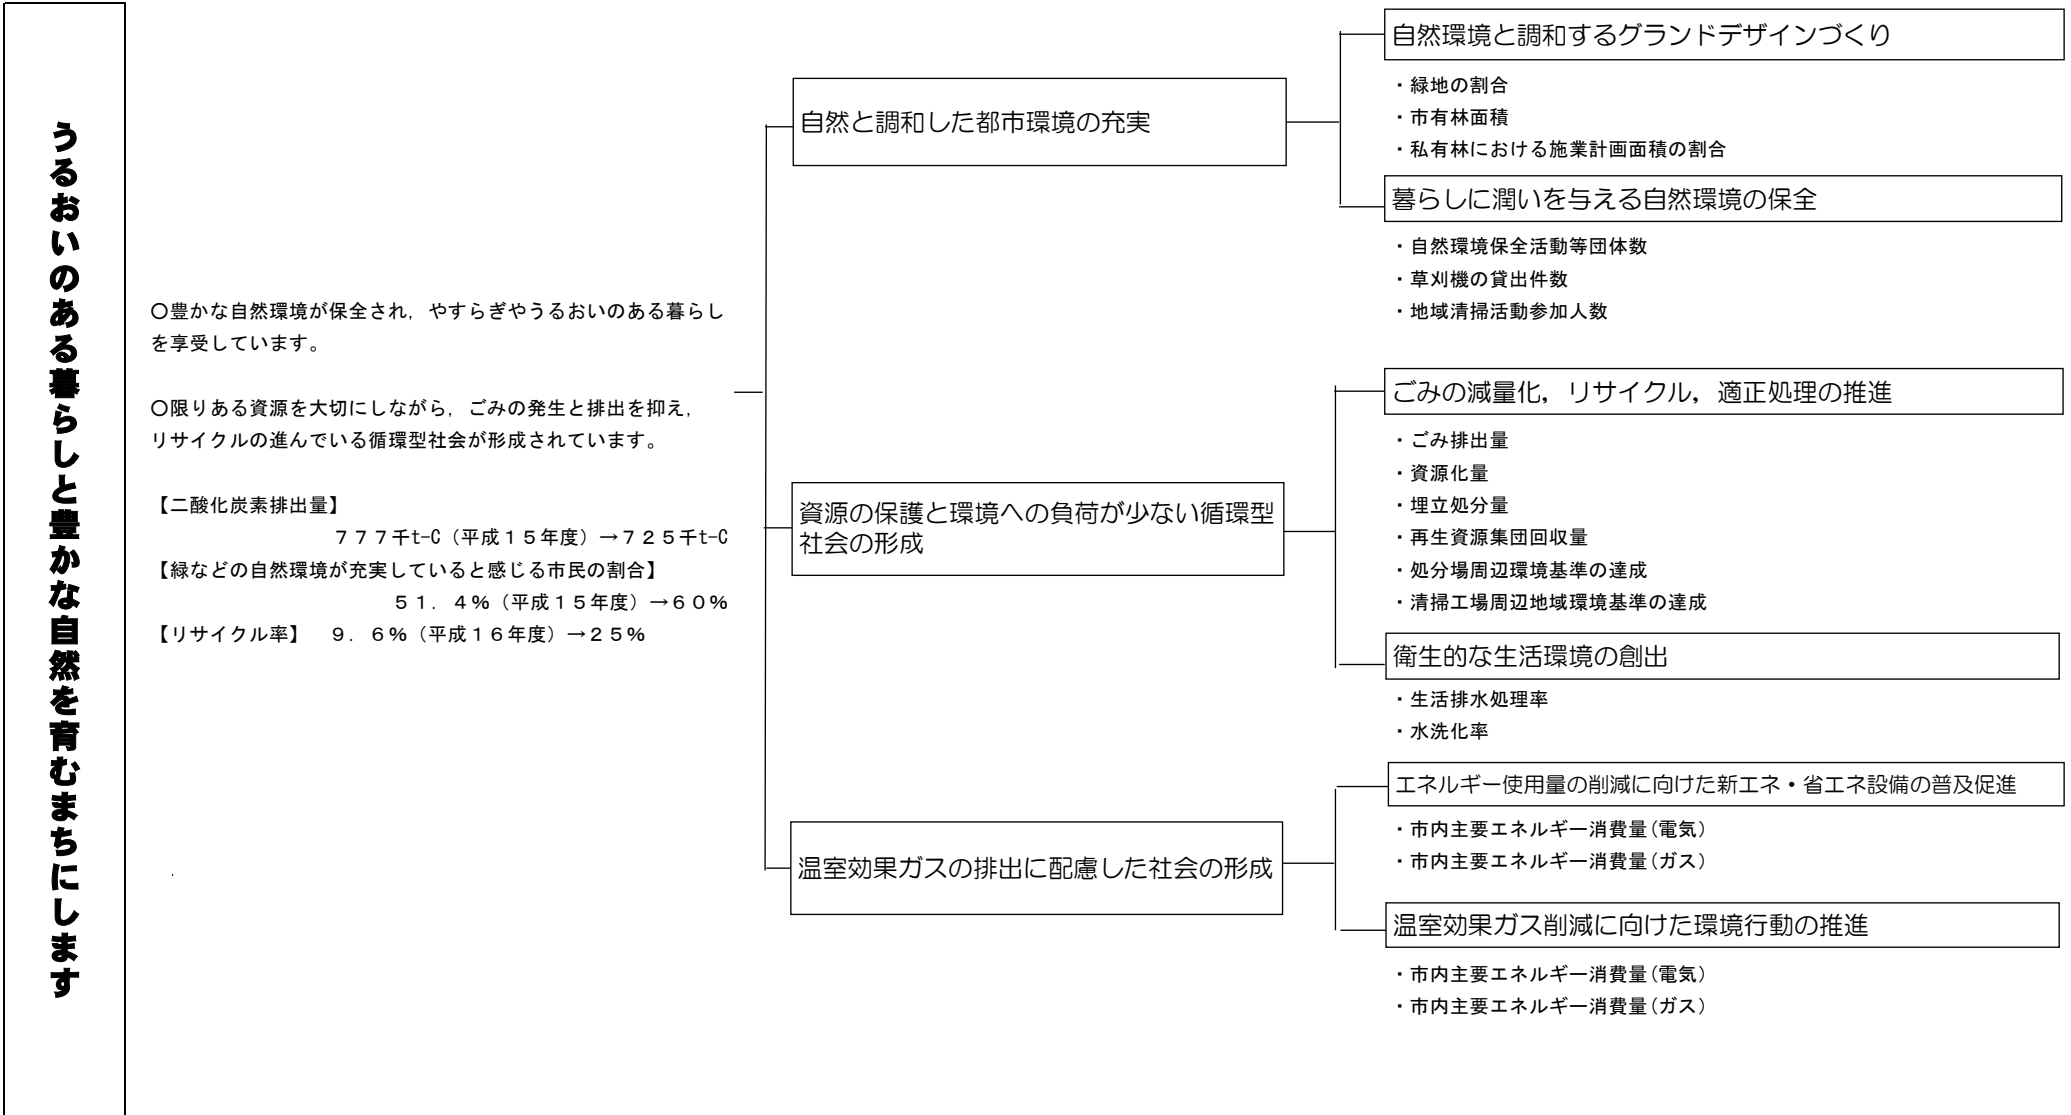 うるおいのある暮らしと豊かな自然を育むまちにします
〇豊かな自然環境が保全され，やすらぎやうるおいのある暮らし
を享受しています。
〇限りある資源を大切にしながら，ごみの発生と排出を抑え，
リサイクルの進んでいる循環型社会が形成されています。
【二酸化炭素排出量】
７７７千t-C（平成１５年度）→７２５千t-C
【緑などの自然環境が充実していると感じる市民の割合】
５１．４％（平成１５年度）→６０％
【リサイクル率】　９．６％（平成１６年度）→２５％
自然と調和した都市環境の充実
自然環境と調和するグランドデザインづくり
・緑地の割合
・市有林面積
・私有林における施業計画面積の割合
暮らしに潤いを与える自然環境の保全
・自然環境保全活動等団体数
・草刈機の貸出件数
・地域清掃活動参加人数
資源の保護と環境への負荷が少ない循環型
社会の形成
ごみの減量化，リサイクル，適正処理の推進
・ごみ排出量
・資源化量
・埋立処分量
・再生資源集団回収量
・処分場周辺環境基準の達成
・清掃工場周辺地域環境基準の達成
衛生的な生活環境の創出
・生活排水処理率
・水洗化率
温室効果ガスの排出に配慮した社会の形成
エネルギー使用量の削減に向けた新エネ・省エネ設備の普及促進
・市内主要エネルギー消費量(電気)
・市内主要エネルギー消費量(ガス)
温室効果ガス削減に向けた環境行動の推進
・市内主要エネルギー消費量(電気)
・市内主要エネルギー消費量(ガス)